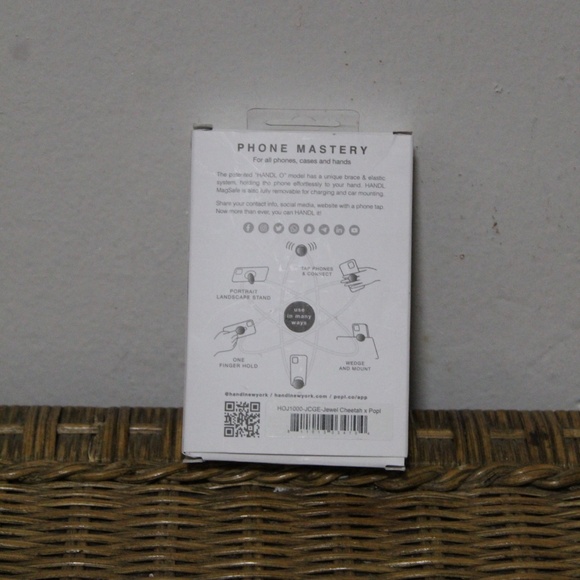 PHONE MASTERY
For all phones, cases and hands
The patented "HANDL O" model has a unique brace & elastic
system, holding the phone effortlessly to your hand. HANDL
MagSafe is also fully removable for charging and car mounting.
Share your contact info, social media, website with a phone tap
Now more than ever, you can HANDL it!
TAP PHONES
& CONNECT
PORTRAIT
LANDSCAPE STAND
use
in many
ways
ONE
FINGER HOLD
WEDGE
AND MOUNT
@handlnewyork / handlnewyork.com / popl.co/app
HOJ1000 JCGE-Jewel Cheetah x Popl